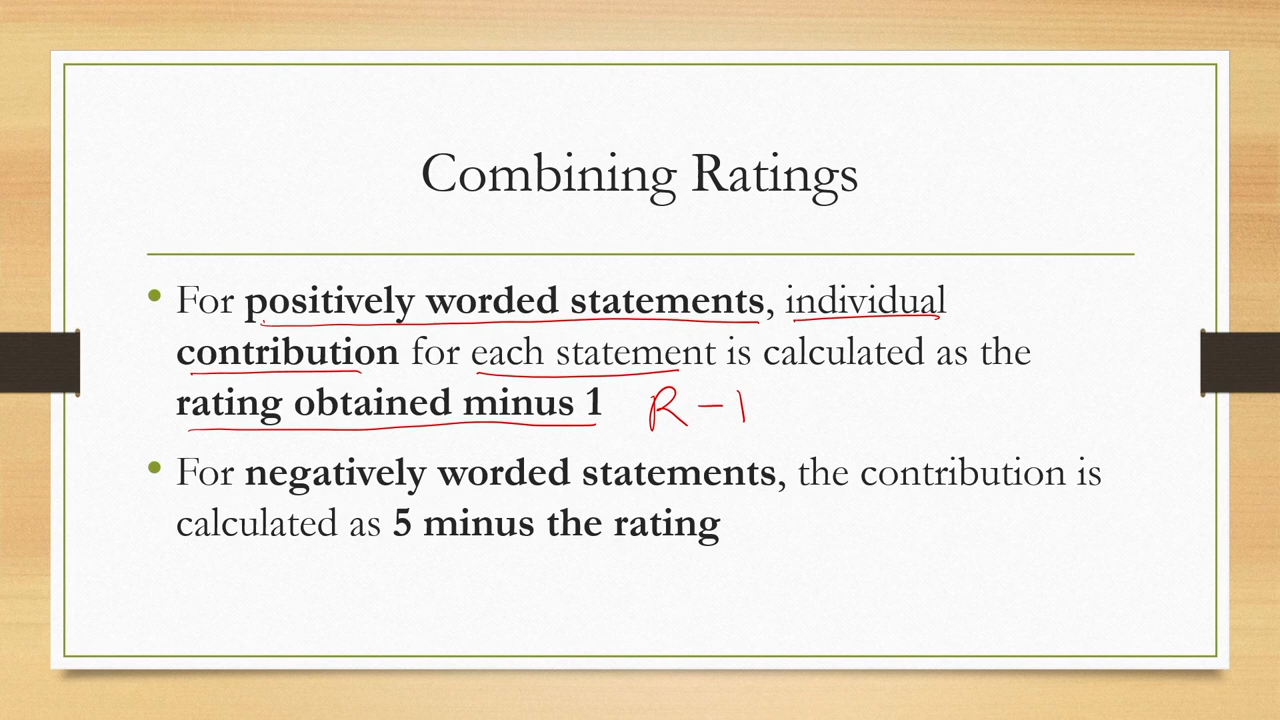 Combining Ratings
• For positively worded statements, individual
contribution for each statement is calculated as the
rating obtained minus 1 R - 1
• For negatively worded statements, the contribution is
calculated as 5 minus the rating